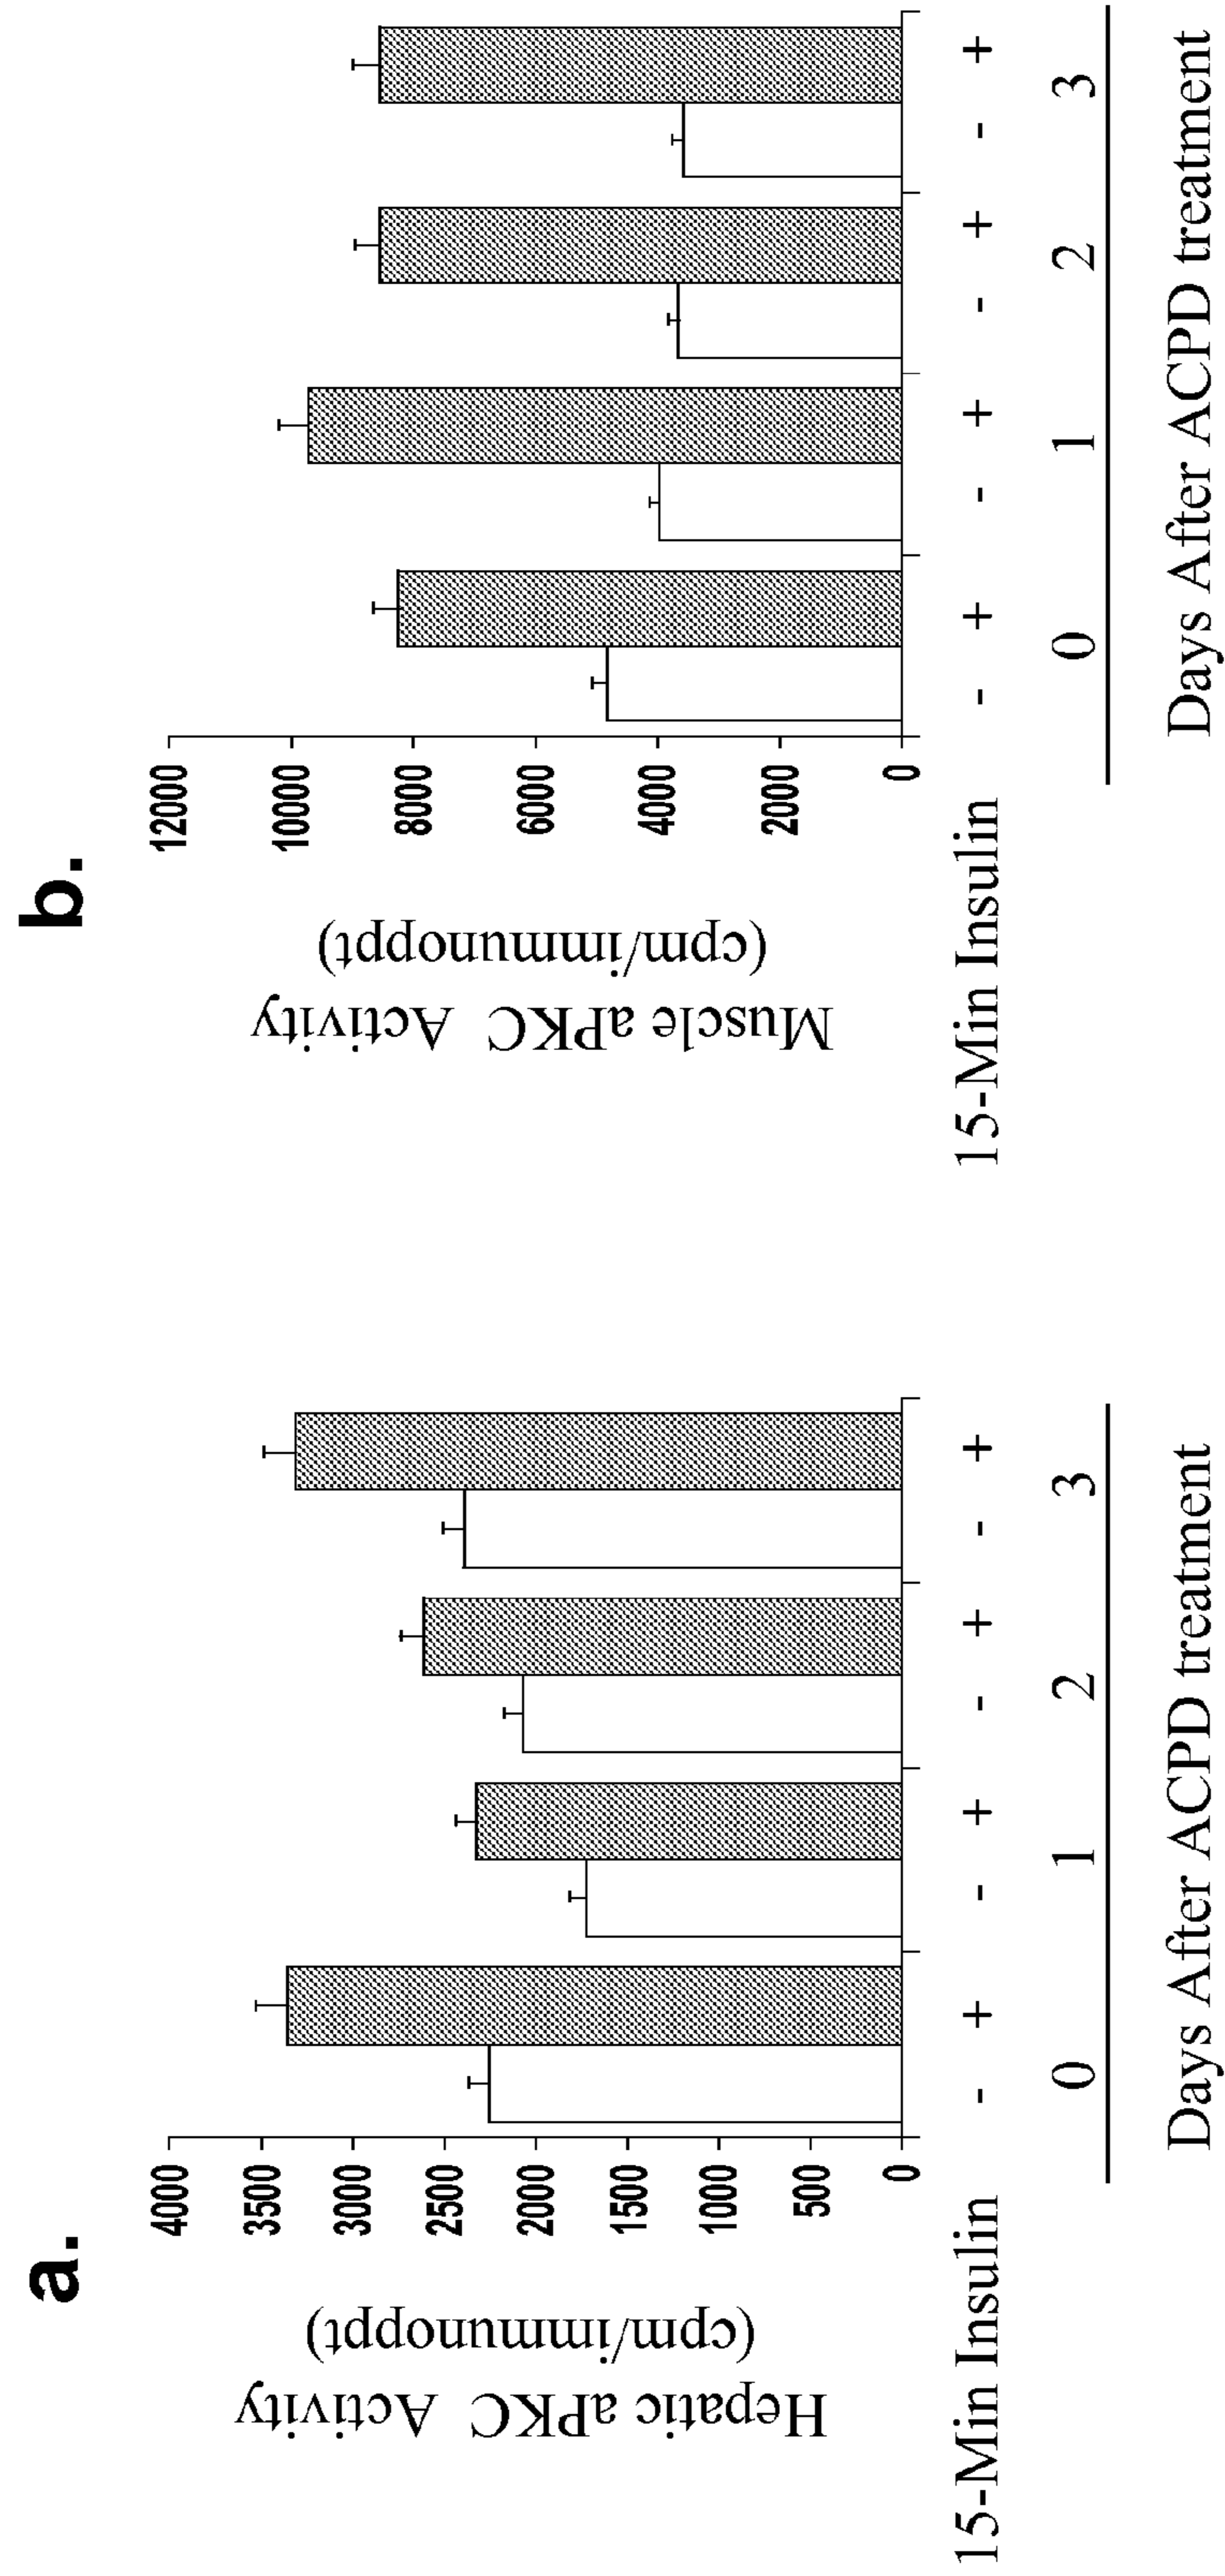 a.
Hepatic aPKC Activity
(cpm/immunoppt)
4000
3500
3000
2500
2000
1500
1000
500
0
15-Min Insulin - + - + - + - +
0 1 2 3
Days After ACPD treatment
b.
Muscle aPKC Activity
(cpm/immunoppt)
12000
10000
8000
6000
4000
2000
0
15-Min Insulin - + - + - + - +
0 1 2 3
Days After ACPD treatment